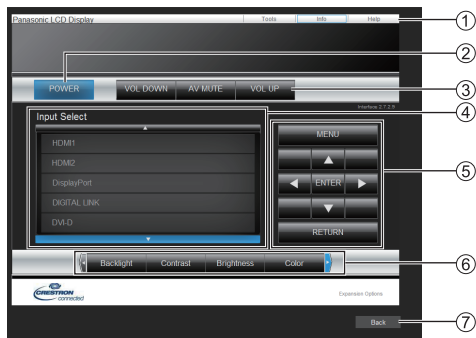 Panasonic LCD Display
Tools Info Help
①
②
POWER VOL DOWN AV MUTE VOL UP
③
Interface 2.7.2.9
④
Input Select
HDMI1
HDMI2
DisplayPort
DIGITAL LINK
DVI-D
MENU
ENTER
RETURN
⑤
Backlight Contrast Brightness Color
⑥
CRESTRON connected
Expansion Options
Back
⑦